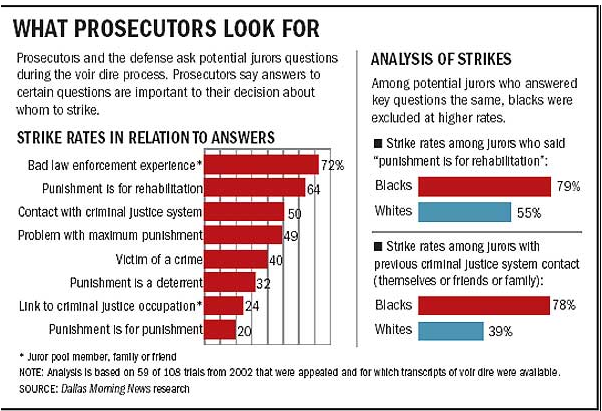 WHAT PROSECUTORS LOOK FOR
Prosecutors and the defense ask potential jurors questions
during the voir dire process. Prosecutors say answers to
certain questions are important to their decision about
whom to strike.
STRIKE RATES IN RELATION TO ANSWERS
Bad law enforcement experience* 72%
Punishment is for rehabilitation 64
Contact with criminal justice system 50
Problem with maximum punishment 49
Victim of a crime 40
Punishment is a deterrent 32
Link to criminal justice occupation* 24
Punishment is for punishment 20
ANALYSIS OF STRIKES
Among potential jurors who answered
key questions the same, blacks were
excluded at higher rates.
■ Strike rates among jurors who said
"punishment is for rehabilitation":
Blacks 79%
Whites 55%
■ Strike rates among jurors with
previous criminal justice system contact
(themselves or friends or family):
Blacks 78%
Whites 39%
* Juror pool member, family or friend
NOTE: Analysis is based on 59 of 108 trials from 2002 that were appealed and for which transcripts of voir dire were available.
SOURCE: Dallas Morning News research